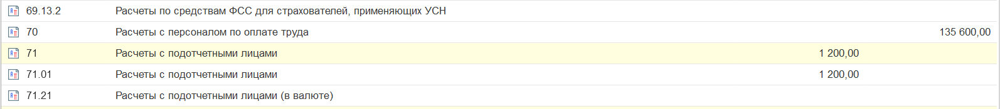 69.13.2 Расчеты по средствам ФСС для страхователей, применяющих УСН
70 Расчеты с персоналом по оплате труда 135 600,00
71 Расчеты с подотчетными лицами 1 200,00
71.01 Расчеты с подотчетными лицами 1 200,00
71.21 Расчеты с подотчетными лицами (в валюте)